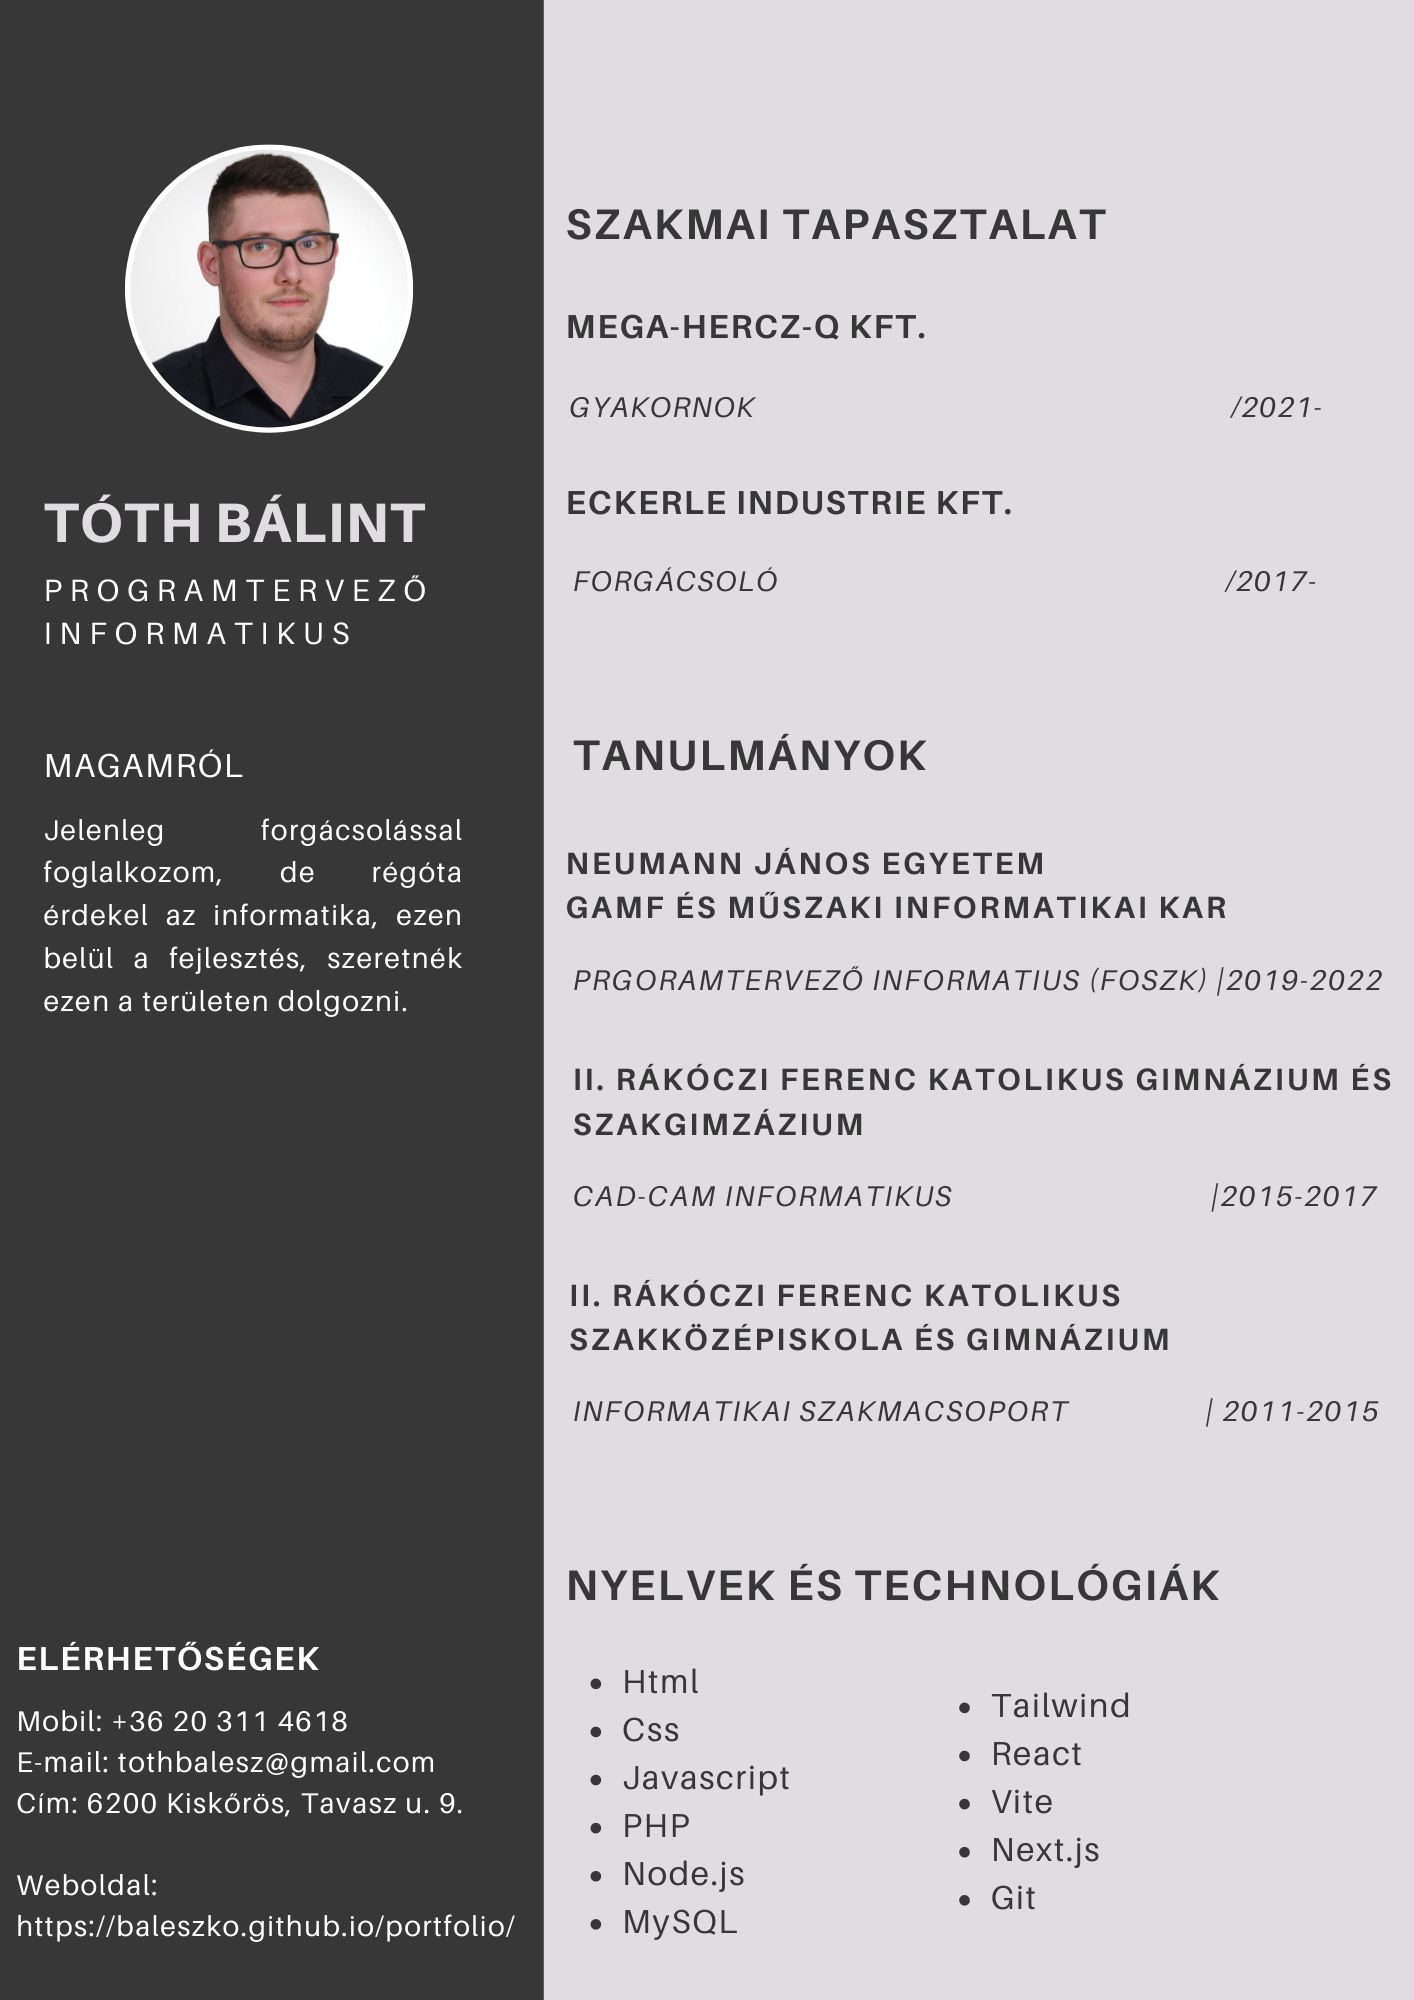 TÓTH BÁLINT
PROGRAMTERVEZŐ
INFORMATIKUS
MAGAMRÓL
Jelenleg forgácsolással
foglalkozom, de régóta
érdekel az informatika, ezen
belül a fejlesztés, szeretnék
ezen a területen dolgozni.
ELÉRHETŐSÉGEK
Mobil: +36 20 311 4618
E-mail: tothbalesz@gmail.com
Cím: 6200 Kiskőrös, Tavasz u. 9.
Weboldal:
https://baleszko.github.io/portfolio/
SZAKMAI TAPASZTALAT
MEGA-HERCZ-Q KFT.
GYAKORNOK /2021-
ECKERLE INDUSTRIE KFT.
FORGÁCSOLÓ /2017-
TANULMÁNYOK
NEUMANN JÁNOS EGYETEM
GAMF ÉS MŰSZAKI INFORMATIKAI KAR
PRGORAMTERVEZŐ INFORMATIUS (FOSZK) |2019-2022
II. RÁKÓCZI FERENC KATOLIKUS GIMNÁZIUM ÉS
SZAKGIMZÁZIUM
CAD-CAM INFORMATIKUS |2015-2017
II. RÁKÓCZI FERENC KATOLIKUS
SZAKKÖZÉPISKOLA ÉS GIMNÁZIUM
INFORMATIKAI SZAKMACSOPORT | 2011-2015
NYELVEK ÉS TECHNOLÓGIÁK
• Html
• Css
• Javascript
• PHP
• Node.js
• MySQL
• Tailwind
• React
• Vite
• Next.js
• Git